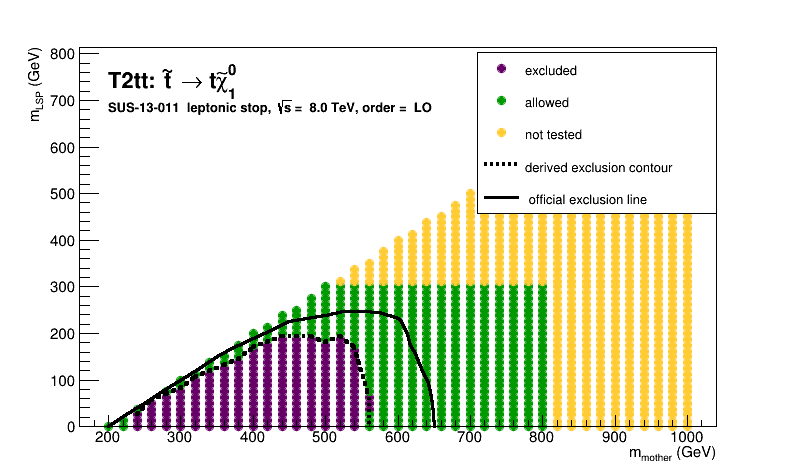 m_LSP (GeV)
800
700
600
500
400
300
200
100
0
T2tt: t̃ → tχ̃⁰₁
SUS-13-011 leptonic stop, √s = 8.0 TeV, order = LO
excluded
allowed
not tested
derived exclusion contour
official exclusion line
200 300 400 500 600 700 800 900 1000
m_mother (GeV)